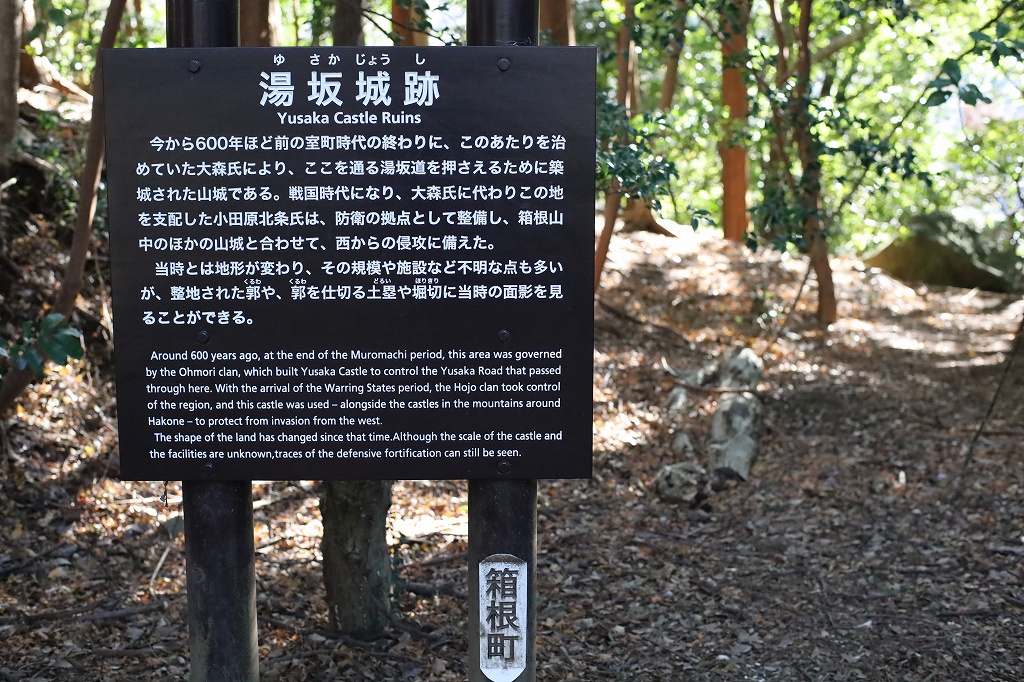 ゆ さか じょう し
湯坂城跡
Yusaka Castle Ruins
今から600年ほど前の室町時代の終わりに、このあたりを治
めていた大森氏により、ここを通る湯坂道を押さえるために築
城された山城である。戦国時代になり、大森氏に代わりこの地
を支配した小田原北条氏は、防衛の拠点として整備し、箱根山
中のほかの山城と合わせて、西からの侵攻に備えた。
当時とは地形が変わり、その規模や施設など不明な点も多い
くるわ くるわ どるい ほりきり
が、整地された郭や、郭を仕切る土塁や堀切に当時の面影を見
ることができる。
Around 600 years ago, at the end of the Muromachi period, this area was governed
by the Ohmori clan, which built Yusaka Castle to control the Yusaka Road that passed
through here. With the arrival of the Warring States period, the Hojo clan took control
of the region, and this castle was used – alongside the castles in the mountains around
Hakone – to protect from invasion from the west.
The shape of the land has changed since that time.Although the scale of the castle and
the facilities are unknown,traces of the defensive fortification can still be seen.
箱根町